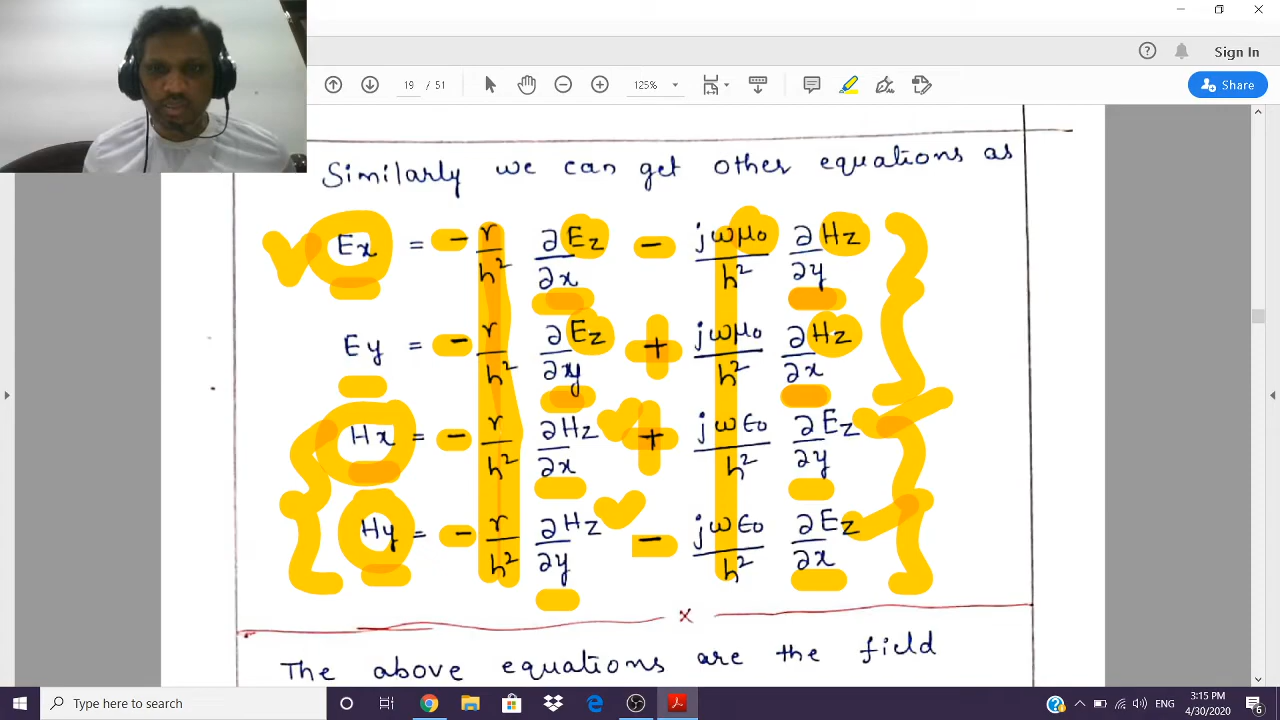 Sign In
19 / 51
125%
Share
Similarly we can get other equations as
Ex = - r/h² ∂Ez/∂x - jωμ₀/h² ∂Hz/∂y
Ey = - r/h² ∂Ez/∂y + jωμ₀/h² ∂Hz/∂x
Hx = - r/h² ∂Hz/∂x + jωϵ₀/h² ∂Ez/∂y
Hy = - r/h² ∂Hz/∂y - jωϵ₀/h² ∂Ez/∂x
x
The above equations are the field
Type here to search
3:15 PM
4/30/2020
6